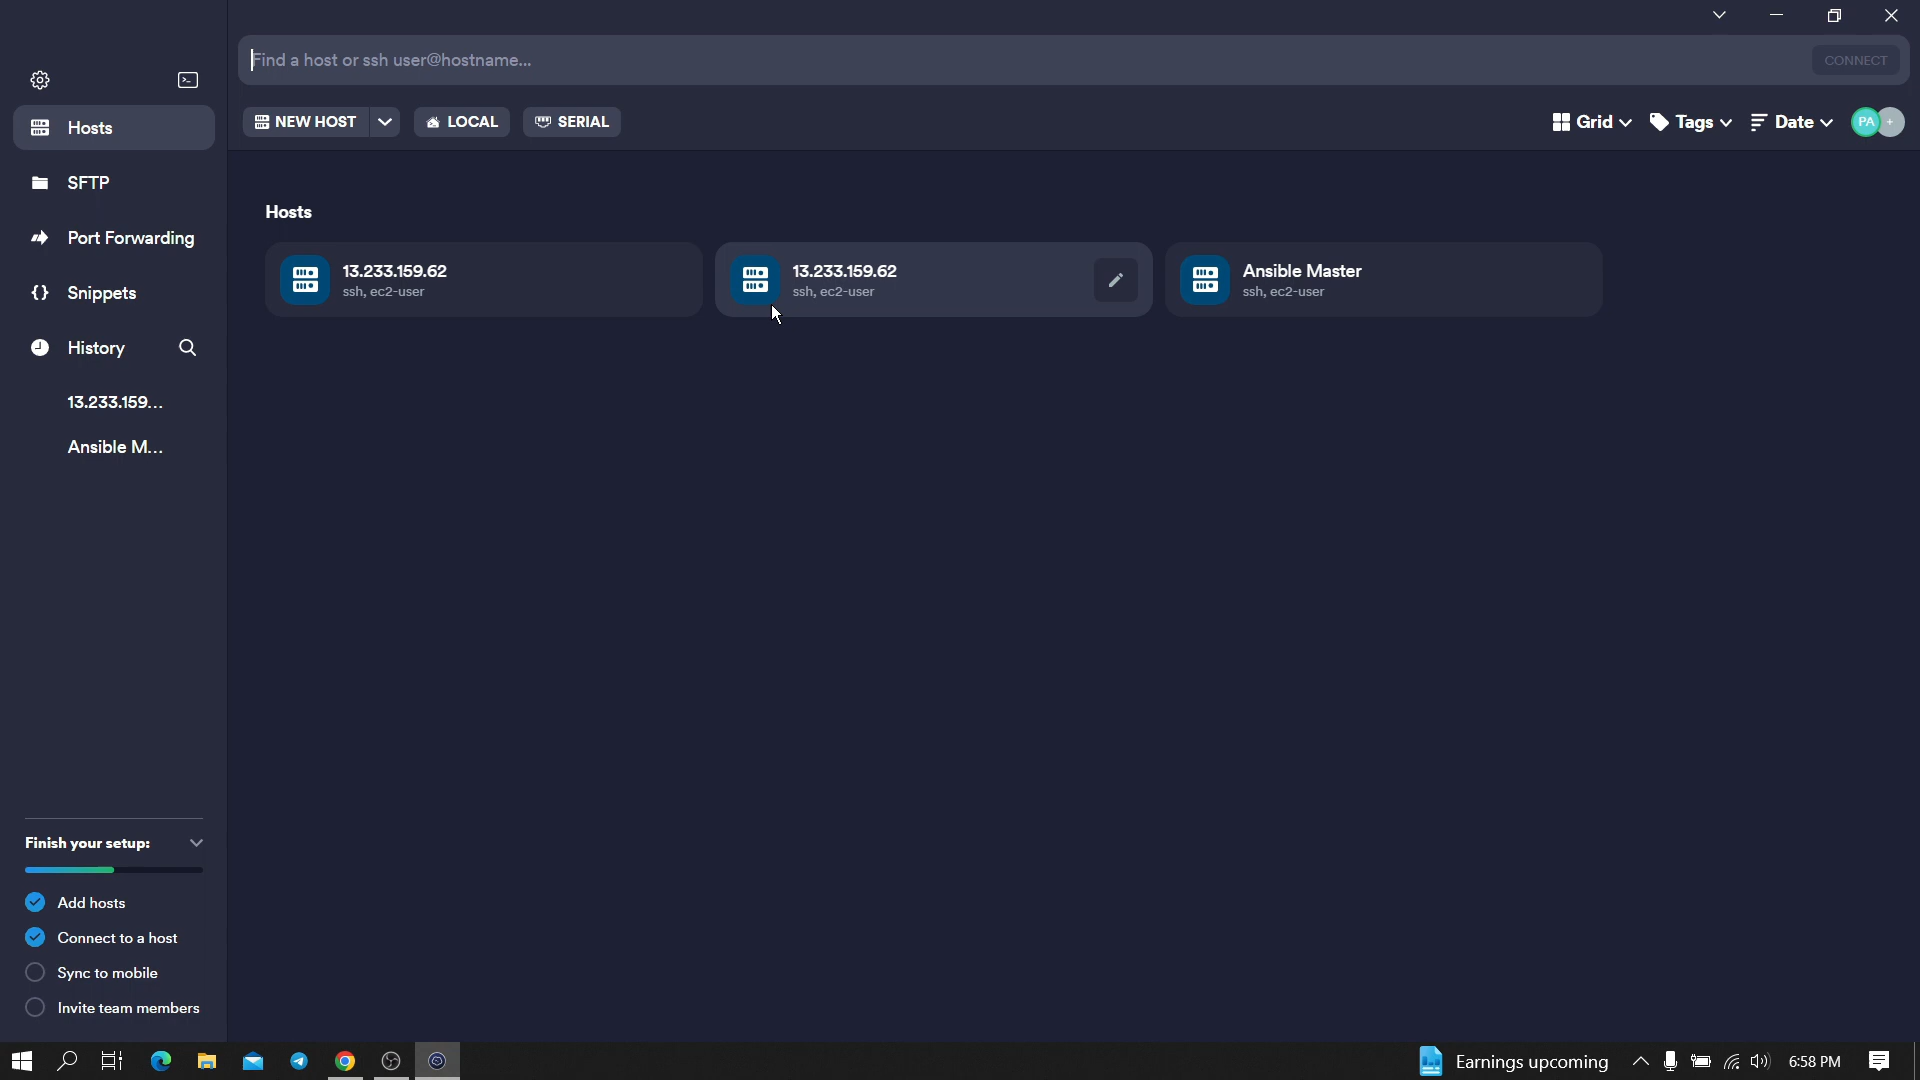 Find a host or ssh user@hostname...
CONNECT
NEW HOST
LOCAL
SERIAL
Grid
Tags
Date
PA
+
Hosts
SFTP
Port Forwarding
Snippets
History
13.233.159...
Ansible M...
Hosts
13.233.159.62
ssh, ec2-user
13.233.159.62
ssh, ec2-user
Ansible Master
ssh, ec2-user
Finish your setup:
Add hosts
Connect to a host
Sync to mobile
Invite team members
Earnings upcoming
6:58 PM